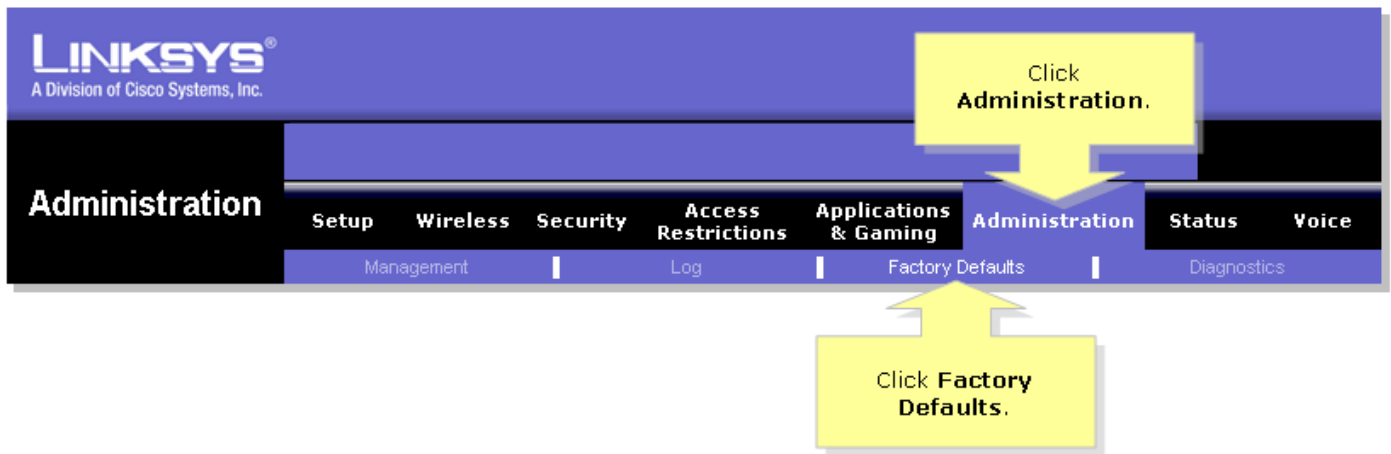 LINKSYS®
A Division of Cisco Systems, Inc.
Click
Administration.
Administration
Setup Wireless Security Access Restrictions Applications & Gaming Administration Status Voice
Management Log Factory Defaults Diagnostics
Click Factory
Defaults.